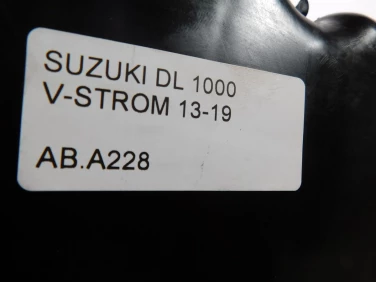 SUZUKI DL 1000
V-STROM 13-19
AB.A228